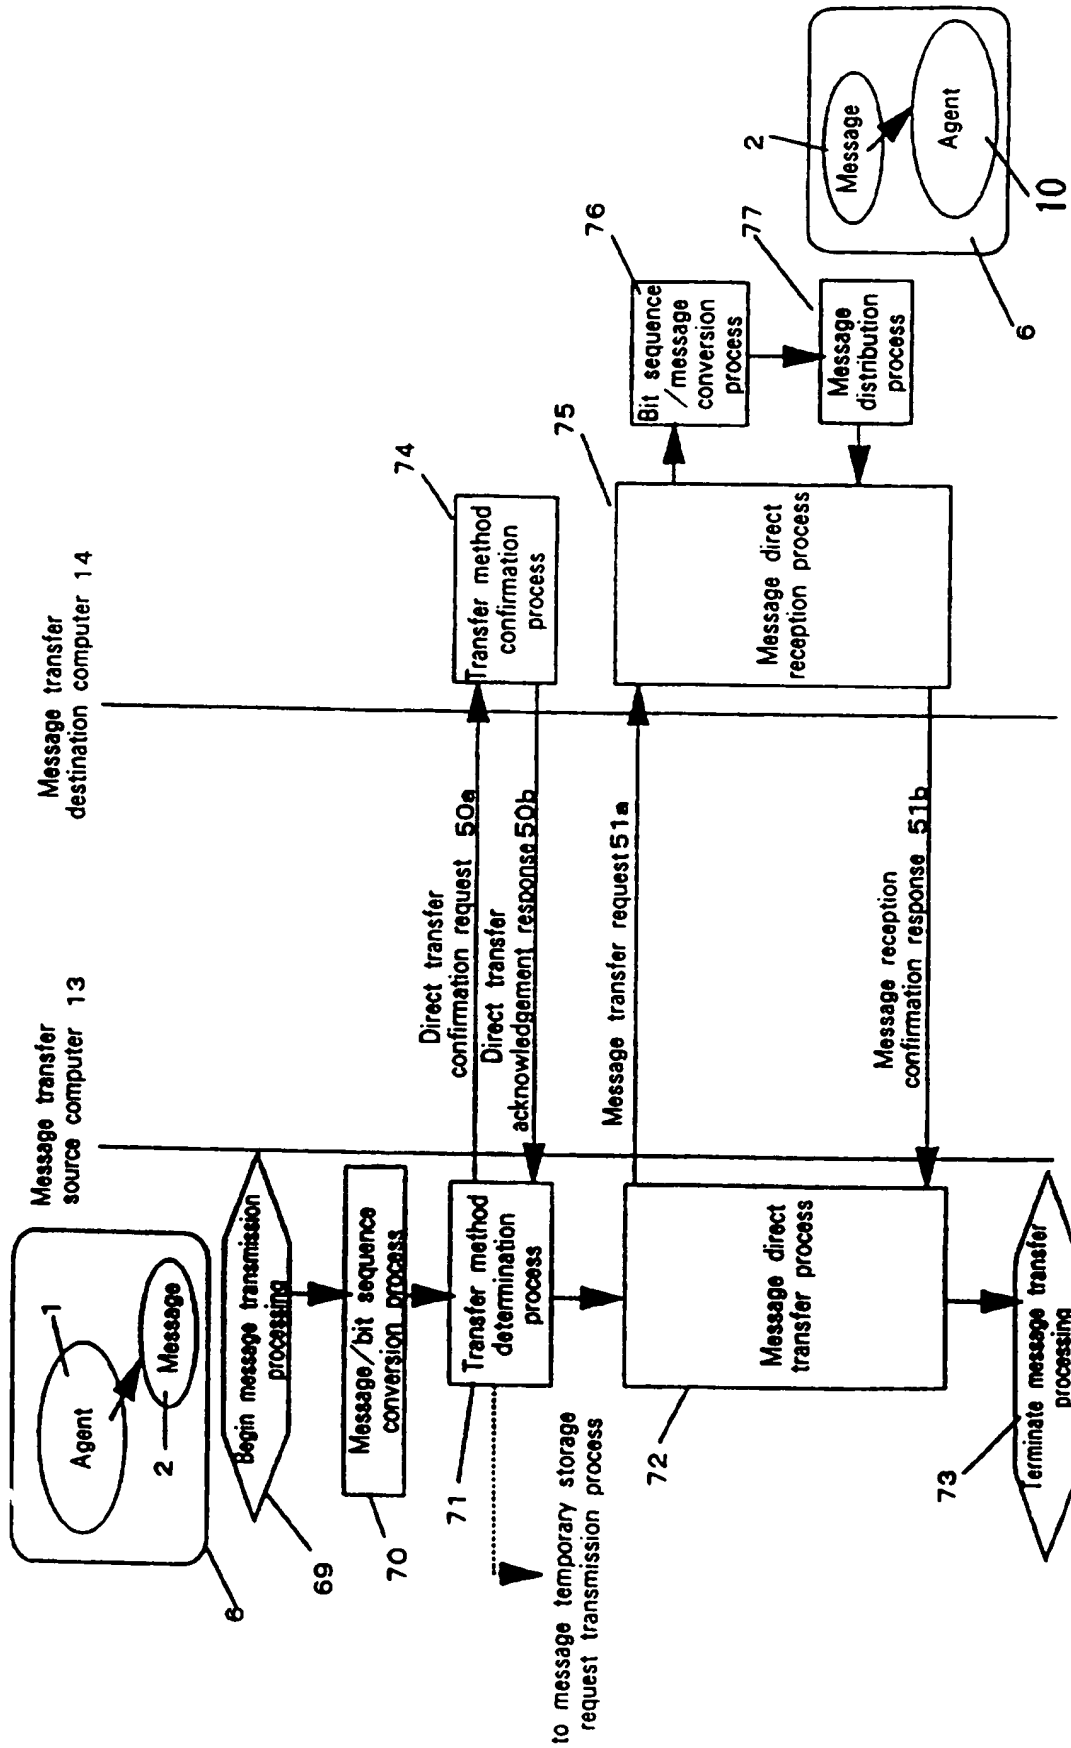 Message transfer
source computer 13
Message transfer
destination computer 14
Agent
1
2
Message
6
69
Begin message transmission
processing
70
Message/bit sequence
conversion process
71
Transfer method
determination
process
to message temporary storage
request transmission process
72
Message direct
transfer process
73
Terminate message transfer
processing
Direct transfer
confirmation request 50a
Direct transfer
acknowledgement response 50b
Message transfer request 51a
Message reception
confirmation response 51b
74
Transfer method
confirmation
process
75
Message direct
reception process
76
Bit sequence
/message
conversion
process
77
Message
distribution
process
2
Message
Agent
10
6